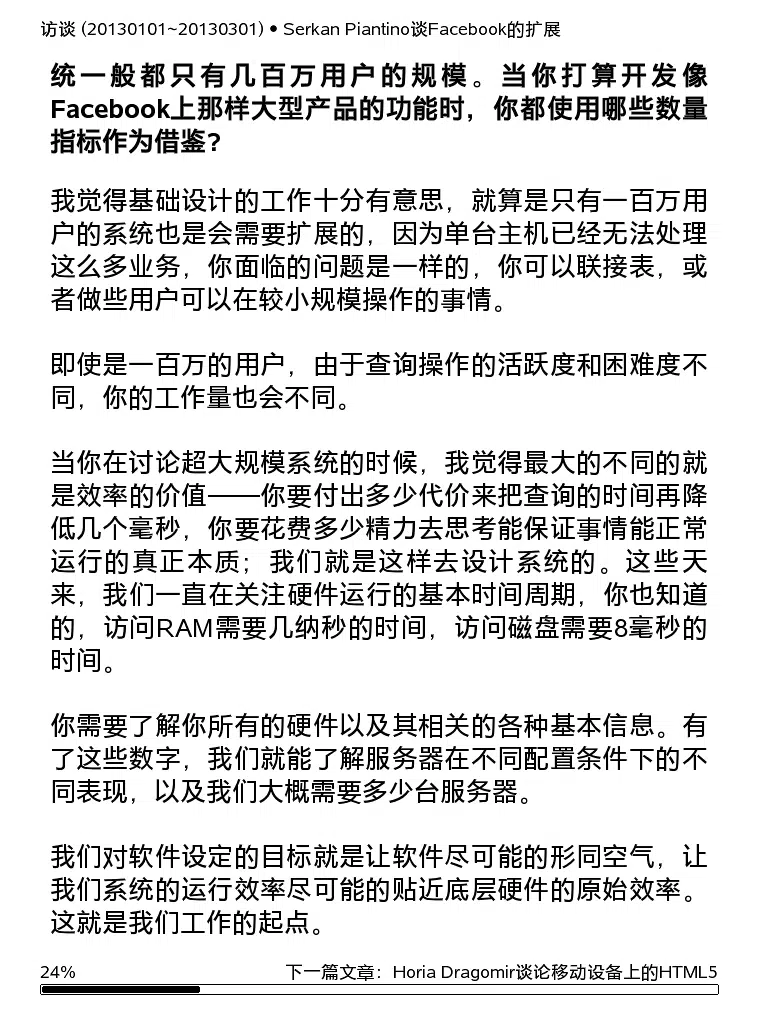 访谈 (20130101~20130301) • Serkan Piantino谈Facebook的扩展
统一般都只有几百万用户的规模。当你打算开发像
Facebook上那样大型产品的功能时，你都使用哪些数量
指标作为借鉴?
我觉得基础设计的工作十分有意思，就算是只有一百万用
户的系统也是会需要扩展的，因为单台主机已经无法处理
这么多业务，你面临的问题是一样的，你可以联接表，或
者做些用户可以在较小规模操作的事情。
即使是一百万的用户，由于查询操作的活跃度和困难度不
同，你的工作量也会不同。
当你在讨论超大规模系统的时候，我觉得最大的不同的就
是效率的价值——你要付出多少代价来把查询的时间再降
低几个毫秒，你要花费多少精力去思考能保证事情能正常
运行的真正本质；我们就是这样去设计系统的。这些天
来，我们一直在关注硬件运行的基本时间周期，你也知道
的，访问RAM需要几纳秒的时间，访问磁盘需要8毫秒的
时间。
你需要了解你所有的硬件以及其相关的各种基本信息。有
了这些数字，我们就能了解服务器在不同配置条件下的不
同表现，以及我们大概需要多少台服务器。
我们对软件设定的目标就是让软件尽可能的形同空气，让
我们系统的运行效率尽可能的贴近底层硬件的原始效率。
这就是我们工作的起点。
24% 下一篇文章：Horia Dragomir谈论移动设备上的HTML5